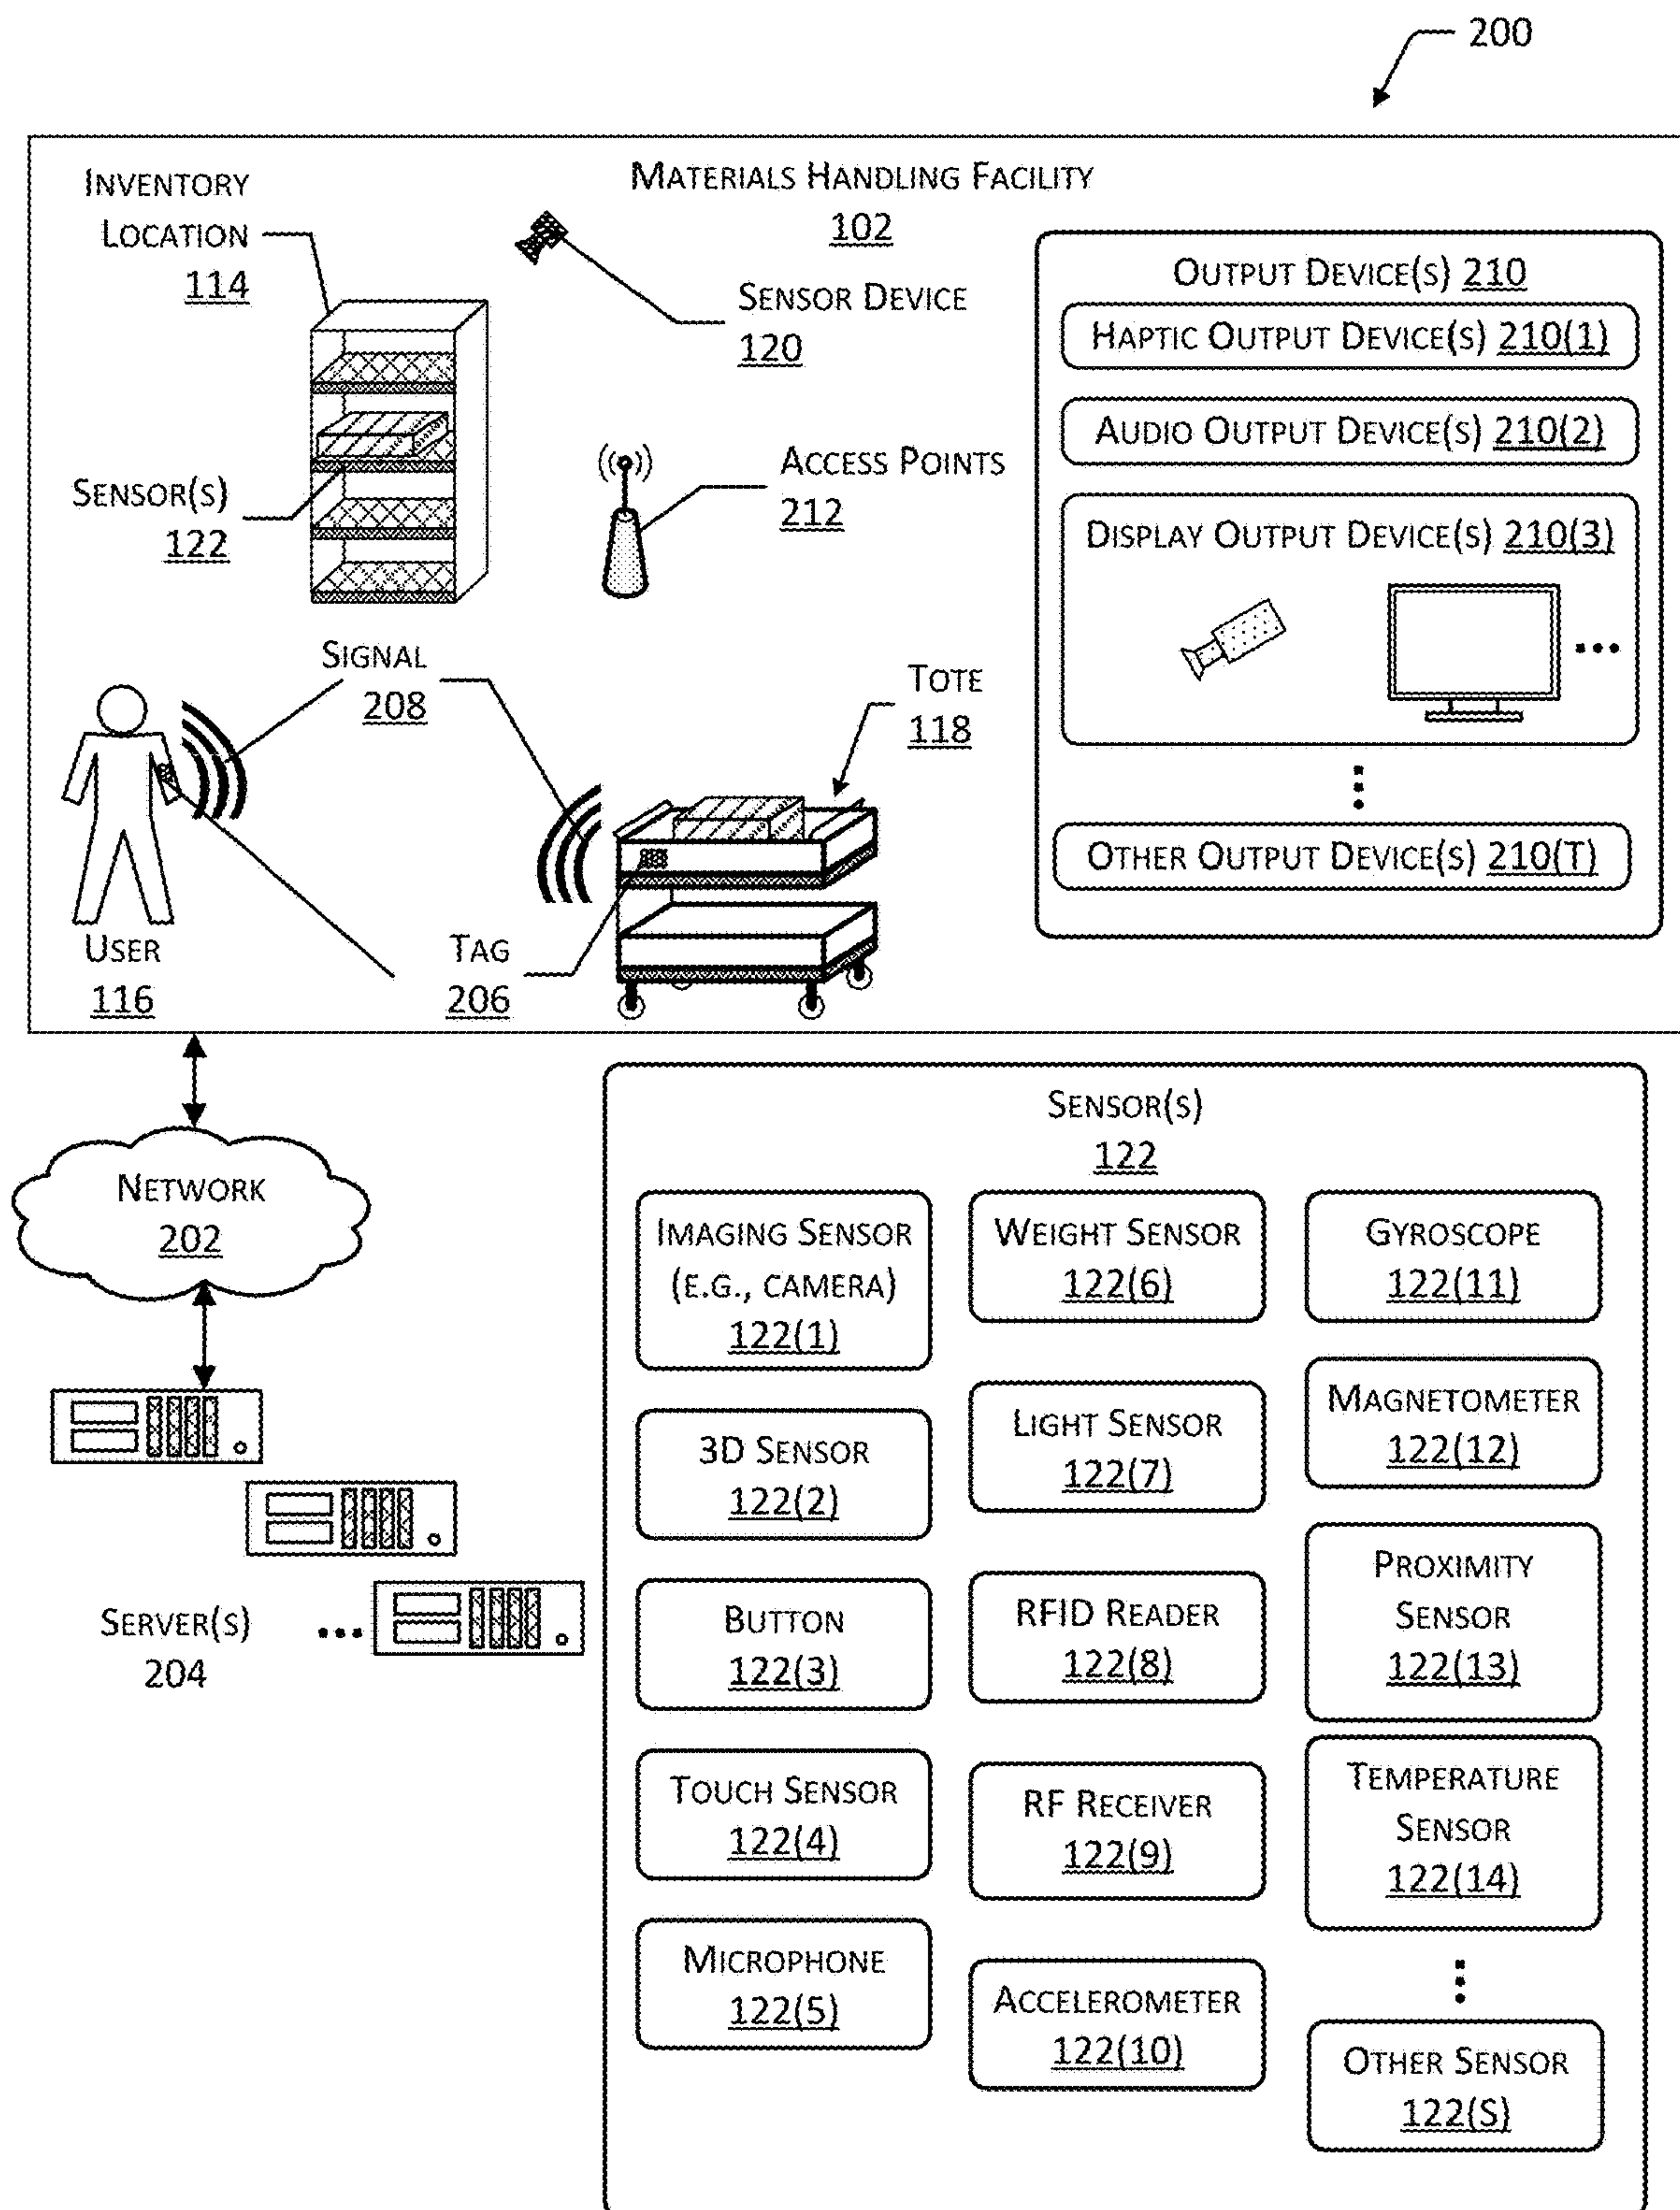 200
INVENTORY
LOCATION
114
MATERIALS HANDLING FACILITY
102
SENSOR DEVICE
120
SENSOR(S)
122
ACCESS POINTS
212
SIGNAL
208
TOTE
118
USER
116
TAG
206
OUTPUT DEVICE(S) 210
HAPTIC OUTPUT DEVICE(S) 210(1)
AUDIO OUTPUT DEVICE(S) 210(2)
DISPLAY OUTPUT DEVICE(S) 210(3)
OTHER OUTPUT DEVICE(S) 210(T)
NETWORK
202
SERVER(S)
204
SENSOR(S)
122
IMAGING SENSOR
(E.G., CAMERA)
122(1)
3D SENSOR
122(2)
BUTTON
122(3)
TOUCH SENSOR
122(4)
MICROPHONE
122(5)
WEIGHT SENSOR
122(6)
LIGHT SENSOR
122(7)
RFID READER
122(8)
RF RECEIVER
122(9)
ACCELEROMETER
122(10)
GYROSCOPE
122(11)
MAGNETOMETER
122(12)
PROXIMITY
SENSOR
122(13)
TEMPERATURE
SENSOR
122(14)
OTHER SENSOR
122(S)